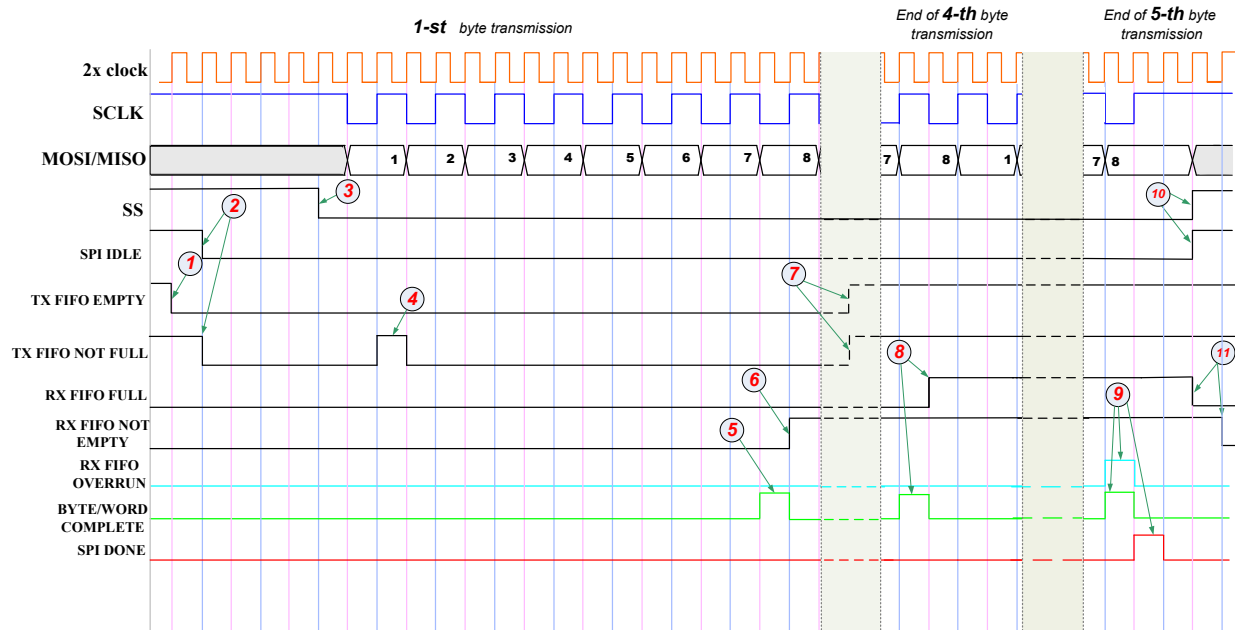 1-st byte transmission
End of 4-th byte
transmission
End of 5-th byte
transmission
2x clock
SCLK
MOSI/MISO
1 2 3 4 5 6 7 8 7 8 1 7 8
SS
3
2
10
SPI IDLE
1
TX FIFO EMPTY
4
7
TX FIFO NOT FULL
8
11
RX FIFO FULL
6
9
RX FIFO NOT
EMPTY
5
RX FIFO
OVERRUN
BYTE/WORD
COMPLETE
SPI DONE